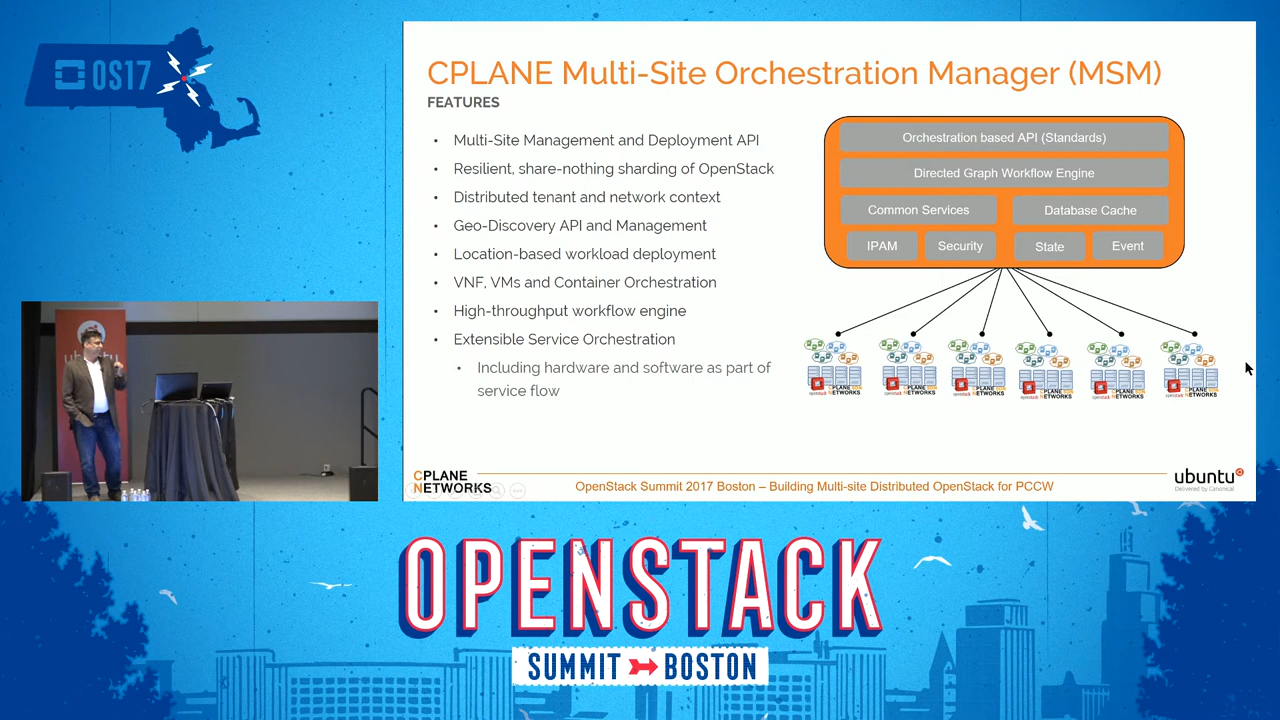 OS17
CPLANE Multi-Site Orchestration Manager (MSM)
FEATURES
• Multi-Site Management and Deployment API
• Resilient, share-nothing sharding of OpenStack
• Distributed tenant and network context
• Geo-Discovery API and Management
• Location-based workload deployment
• VNF, VMs and Container Orchestration
• High-throughput workflow engine
• Extensible Service Orchestration
• Including hardware and software as part of
service flow
Orchestration based API (Standards)
Directed Graph Workflow Engine
Common Services
Database Cache
IPAM
Security
State
Event
ubuntu
CPLANE
NETWORKS
OpenStack Summit 2017 Boston – Building Multi-site Distributed OpenStack for PCCW
ubuntu
Delivered by Canonical
OPENSTACK
SUMMIT BOSTON